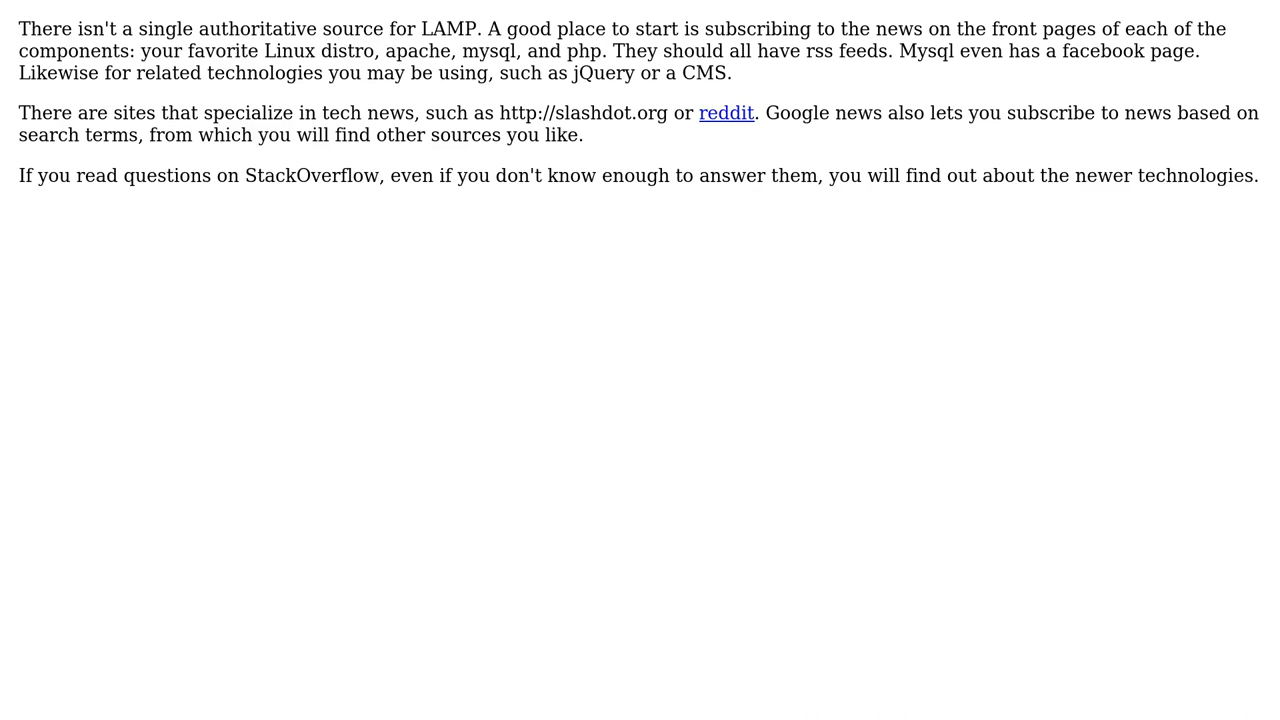 There isn't a single authoritative source for LAMP. A good place to start is subscribing to the news on the front pages of each of the
components: your favorite Linux distro, apache, mysql, and php. They should all have rss feeds. Mysql even has a facebook page.
Likewise for related technologies you may be using, such as jQuery or a CMS.
There are sites that specialize in tech news, such as http://slashdot.org or reddit. Google news also lets you subscribe to news based on
search terms, from which you will find other sources you like.
If you read questions on StackOverflow, even if you don't know enough to answer them, you will find out about the newer technologies.